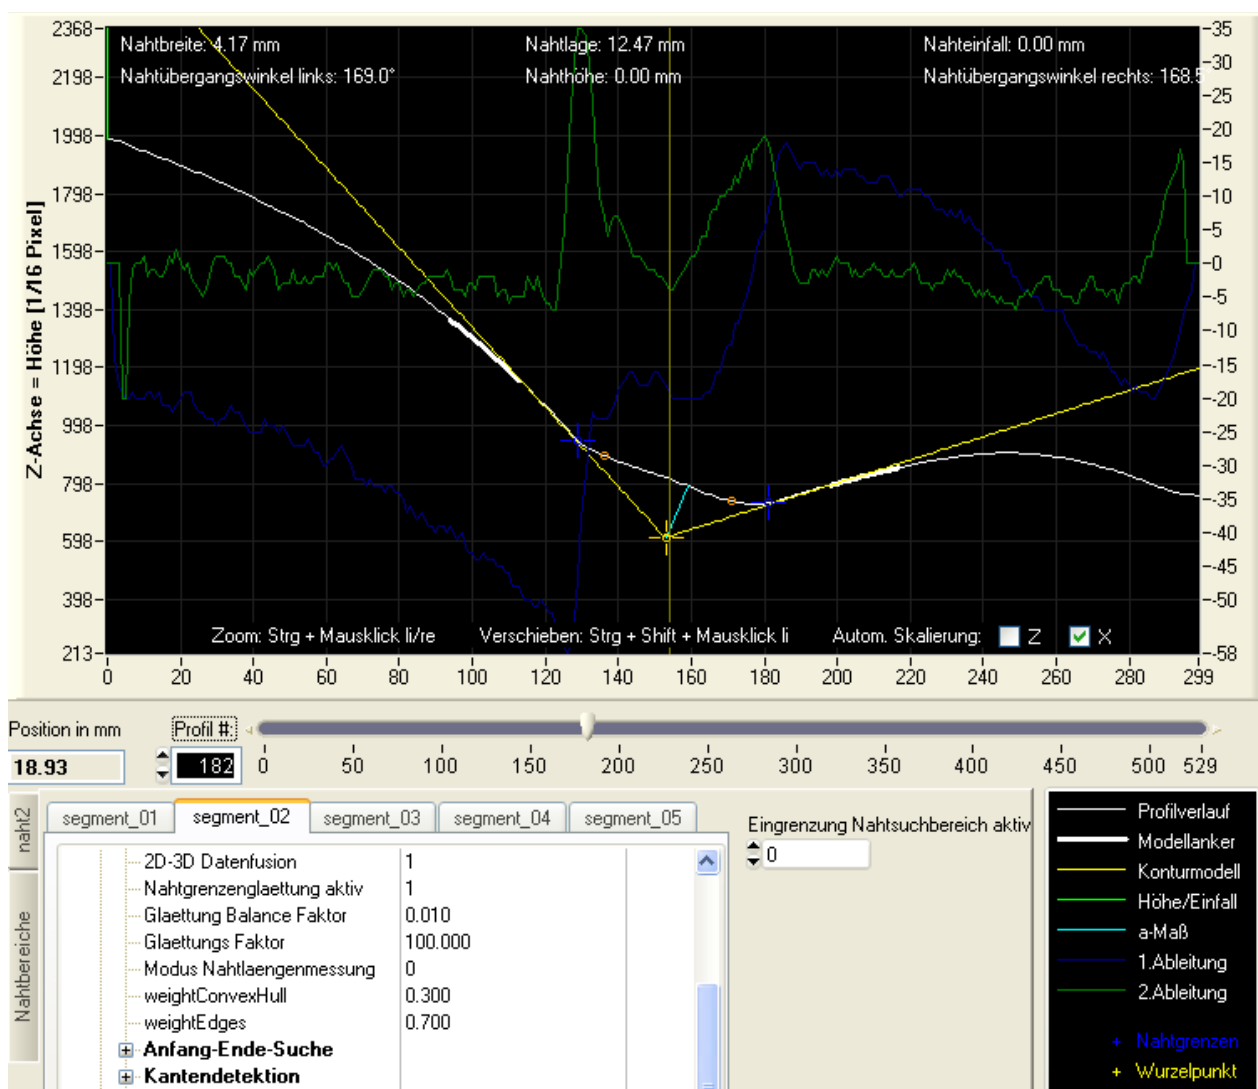 Nahtbreite: 4.17 mm Nahtlage: 12.47 mm Nahteinfall: 0.00 mm
Nahtübergangswinkel links: 169.0° Nahthöhe: 0.00 mm Nahtübergangswinkel rechts: 168.5°
Z-Achse = Höhe [1/16 Pixel]
2368
2198
1998
1798
1598
1398
1198
998
798
598
398
213
35
30
25
20
15
10
5
0
-5
-10
-15
-20
-25
-30
-35
-40
-45
-50
-58
Zoom: Strg + Mausklick li/re Verschieben: Strg + Shift + Mausklick li Autom. Skalierung: Z X
0 20 40 60 80 100 120 140 160 180 200 220 240 260 280 299
Position in mm Profil #:
18.93 182 0 50 100 150 200 250 300 350 400 450 500 529
naht2
Nahtbereiche
segment_01 segment_02 segment_03 segment_04 segment_05
2D-3D Datenfusion 1
Nahtgrenzenglaettung aktiv 1
Glaettung Balance Faktor 0.010
Glaettungs Faktor 100.000
Modus Nahtlaengenmessung 0
weightConvexHull 0.300
weightEdges 0.700
Anfang-Ende-Suche
Kantendetektion
Eingrenzung Nahtsuchbereich aktiv
0
Profilverlauf
Modellanker
Konturmodell
Höhe/Einfall
a-Maß
1.Ableitung
2.Ableitung
Nahtgrenzen
Wurzelpunkt